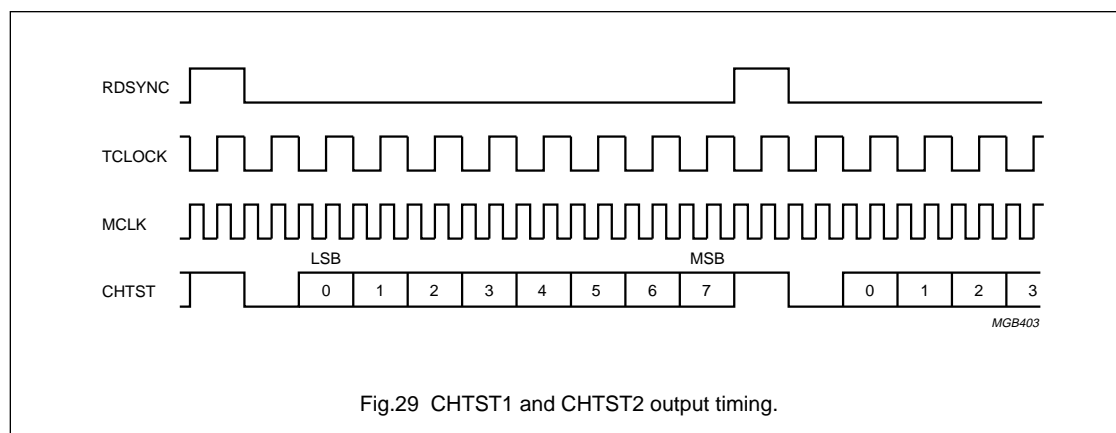 RDSYNC
TCLOCK
MCLK
LSB MSB
CHTST 0 1 2 3 4 5 6 7 0 1 2 3
MGB403
Fig.29 CHTST1 and CHTST2 output timing.